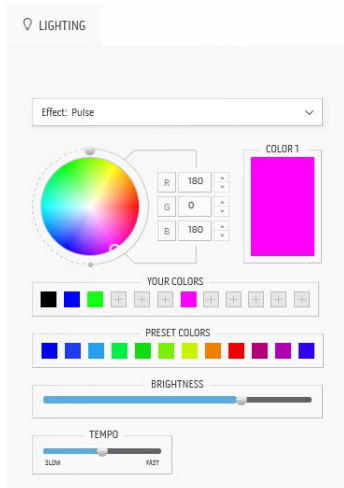 LIGHTING
Effect: Pulse
COLOR 1
R 180
G 0
B 180
YOUR COLORS
PRESET COLORS
BRIGHTNESS
TEMPO
SLOW FAST